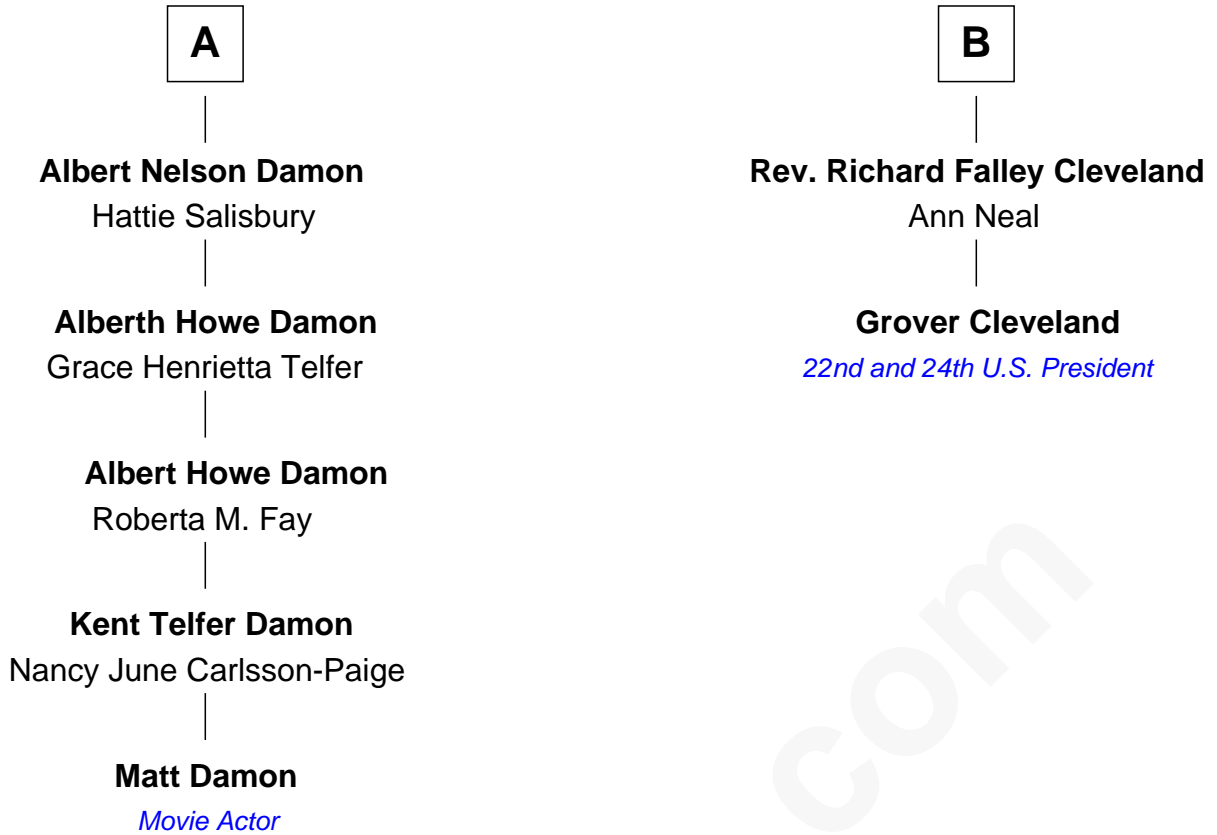 A
Albert Nelson Damon
Hattie Salisbury
Alberth Howe Damon
Grace Henrietta Telfer
Albert Howe Damon
Roberta M. Fay
Kent Telfer Damon
Nancy June Carlsson-Paige
Matt Damon
Movie Actor
B
Rev. Richard Falley Cleveland
Ann Neal
Grover Cleveland
22nd and 24th U.S. President
com